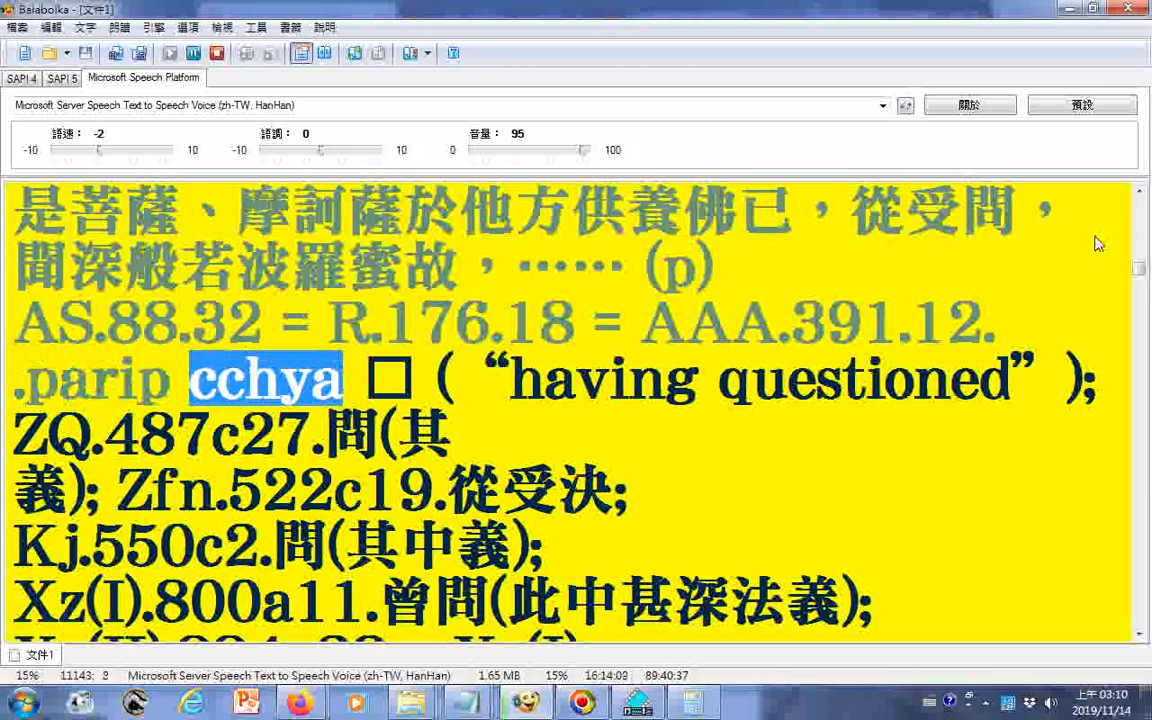 Balabolka - [文件1]
檔案 編輯 文字 朗讀 引擎 選項 檢視 工具 書籤 說明
SAPI 4 SAPI 5 Microsoft Speech Platform
Microsoft Server Speech Text to Speech Voice (zh-TW, HanHan) 關於 預設
語速： -2 語調： 0 音量： 95
-10 10 -10 10 0 100
是菩薩、摩訶薩於他方供養佛已，從受問，
聞深般若波羅蜜故，…… (p)
AS.88.32 = R.176.18 = AAA.391.12.
.parip cchya □ ( “having questioned” );
ZQ.487c27.問(其
義); Zfn.522c19.從受決;
Kj.550c2.問(其中義);
Xz(I).800a11.曾問(此中甚深法義);
文件1
15% 11143: 3 Microsoft Server Speech Text to Speech Voice (zh-TW, HanHan) 1.65 MB 15% 16:14:03 89:40:37
上午 03:10
2019/11/14